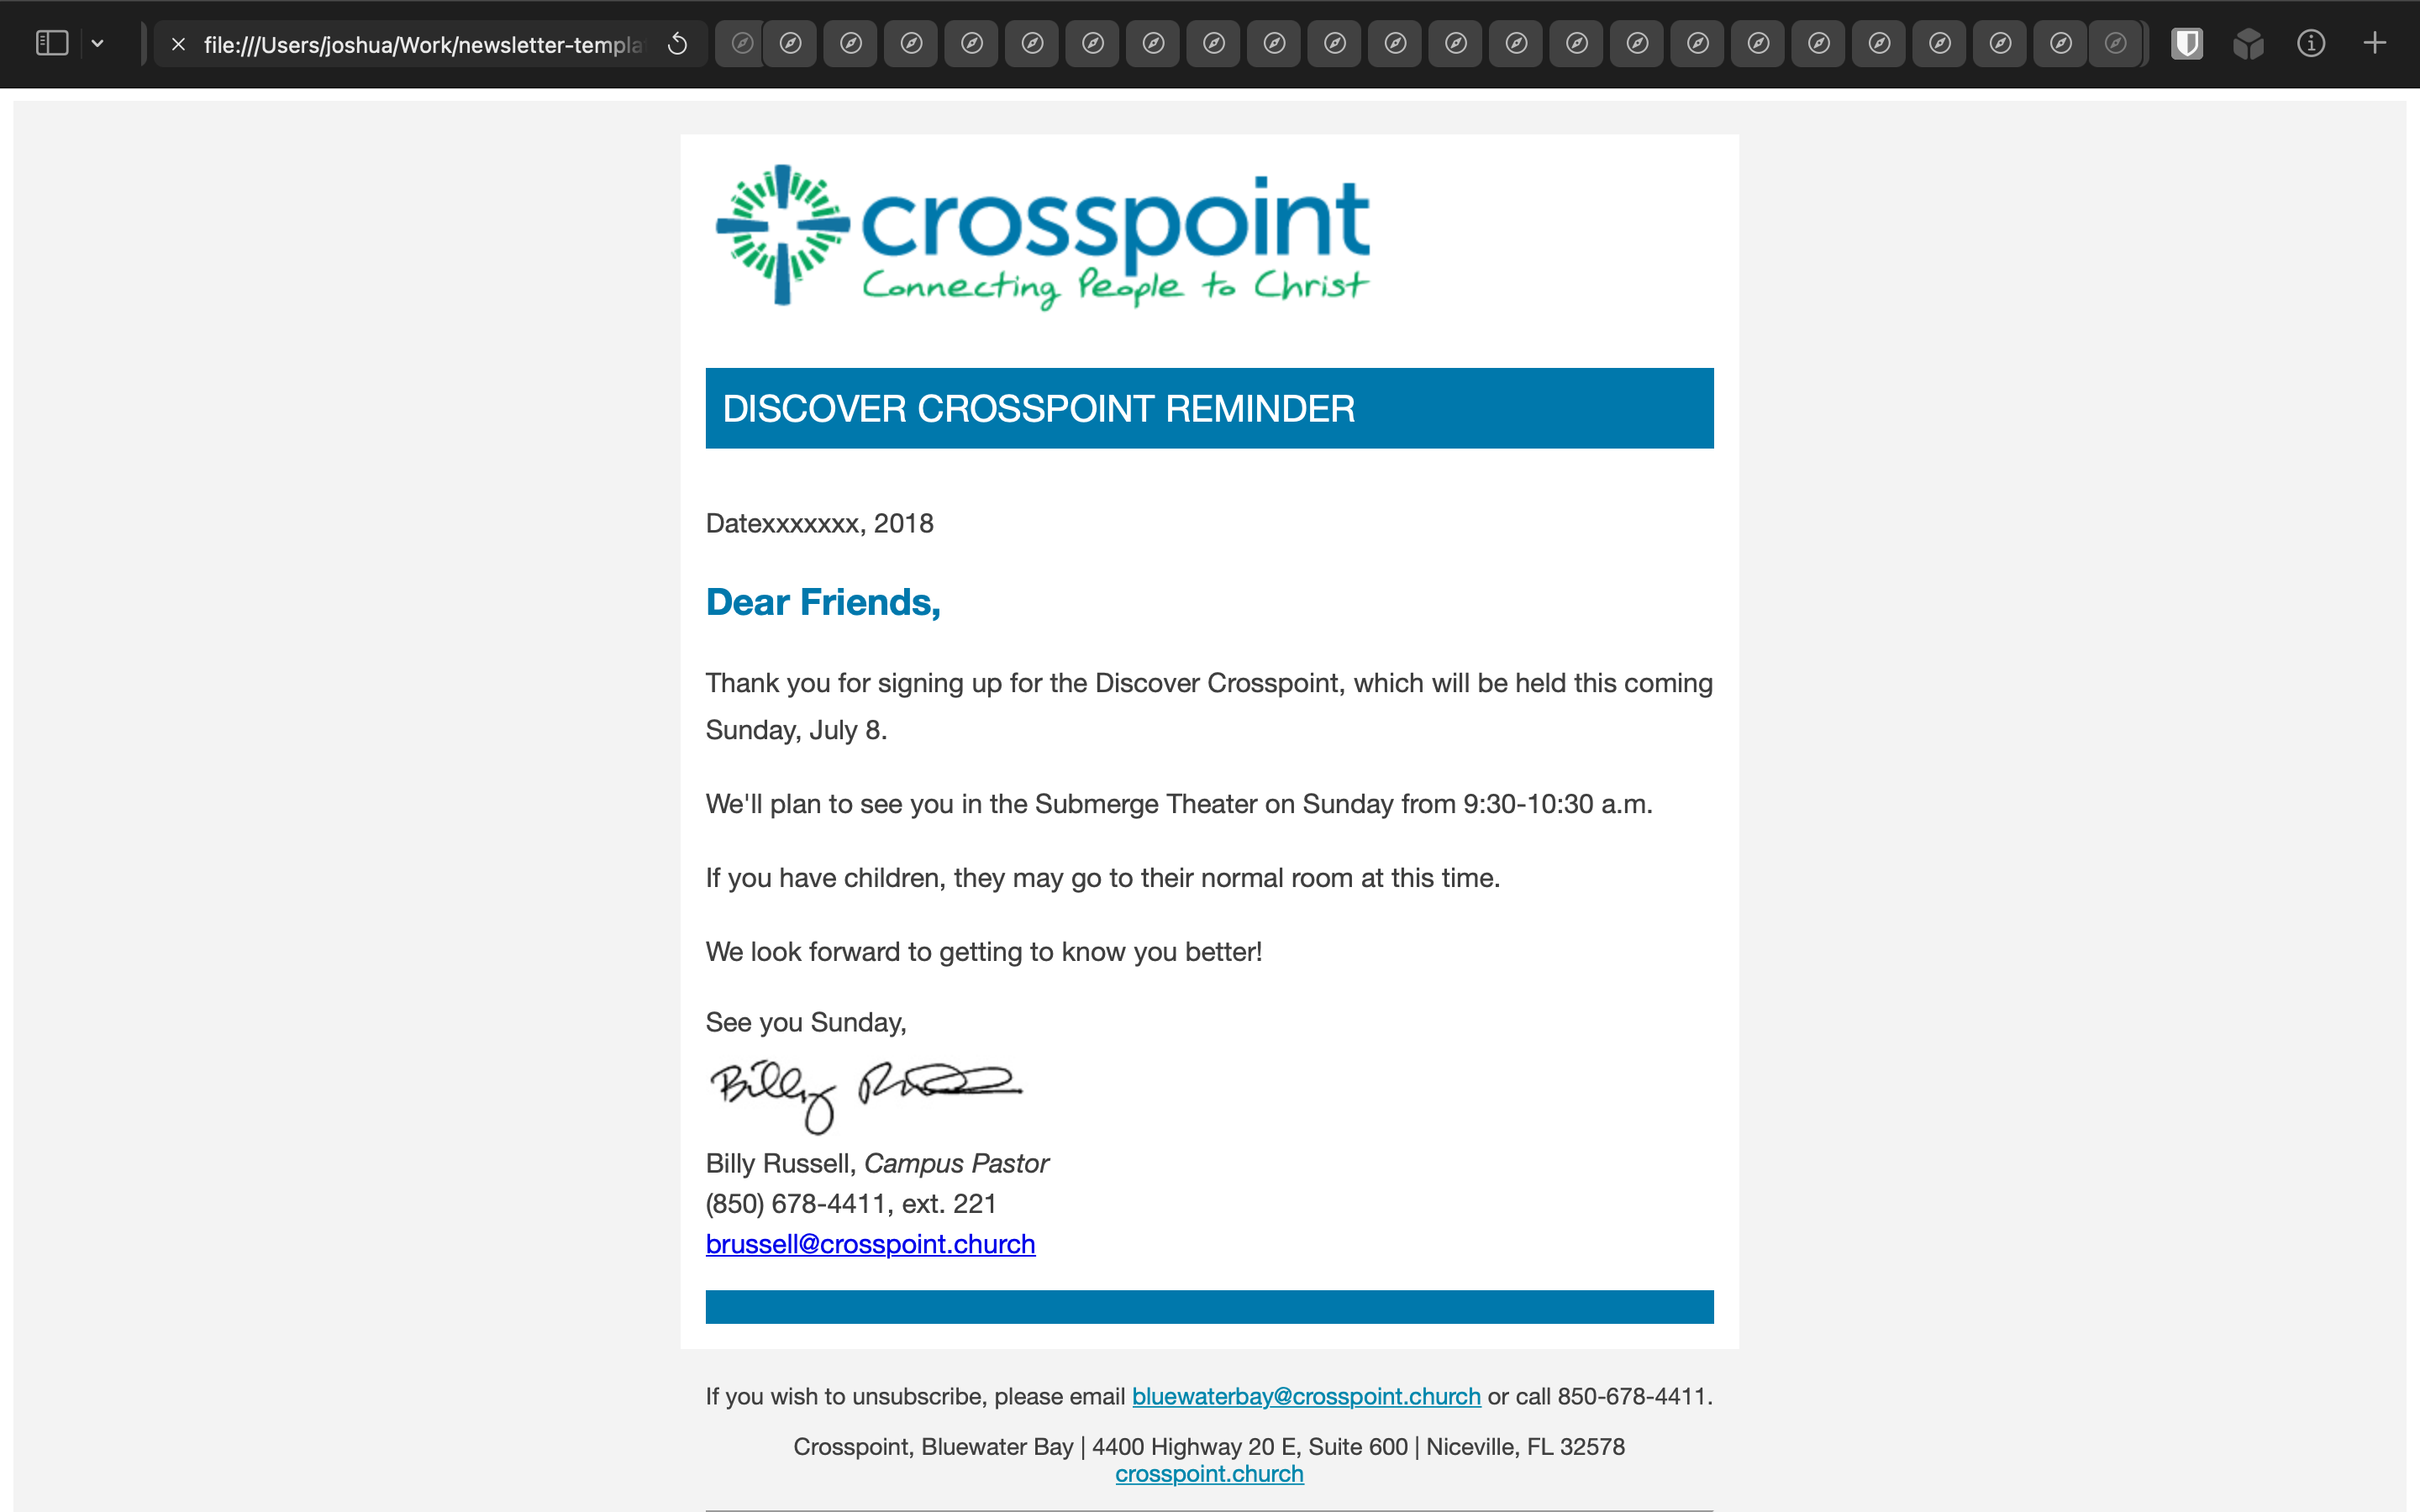 file:///Users/joshua/Work/newsletter-templa
crosspoint
Connecting People to Christ
DISCOVER CROSSPOINT REMINDER
Datexxxxxxx, 2018
Dear Friends,
Thank you for signing up for the Discover Crosspoint, which will be held this coming
Sunday, July 8.
We'll plan to see you in the Submerge Theater on Sunday from 9:30-10:30 a.m.
If you have children, they may go to their normal room at this time.
We look forward to getting to know you better!
See you Sunday,
Billy
Billy Russell, Campus Pastor
(850) 678-4411, ext. 221
brussell@crosspoint.church
If you wish to unsubscribe, please email bluewaterbay@crosspoint.church or call 850-678-4411.
Crosspoint, Bluewater Bay | 4400 Highway 20 E, Suite 600 | Niceville, FL 32578
crosspoint.church